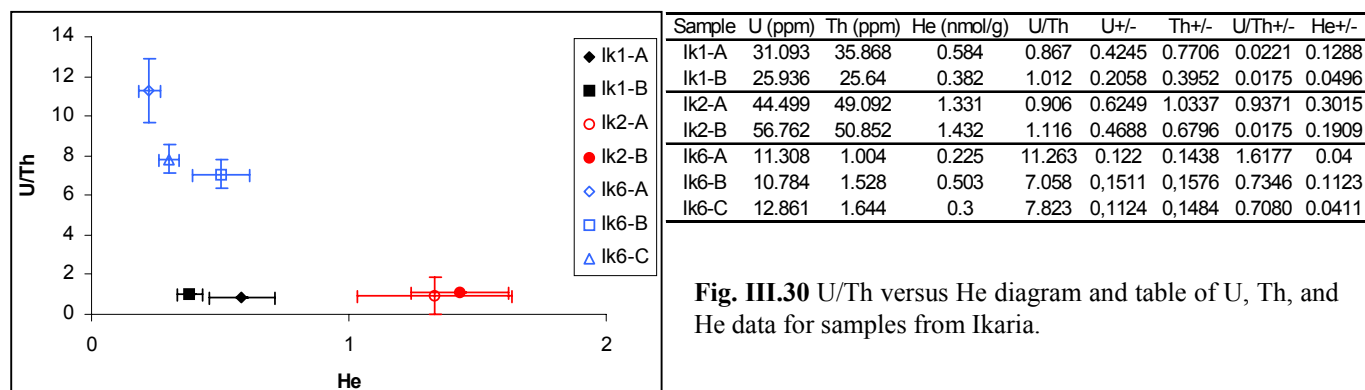 14
12
10
8
6
4
2
0
U/Th
0 1 2
He
Ik1-A
Ik1-B
Ik2-A
Ik2-B
Ik6-A
Ik6-B
Ik6-C
Sample U (ppm) Th (ppm) He (nmol/g) U/Th U+/- Th+/- U/Th+/- He+/-
Ik1-A 31.093 35.868 0.584 0.867 0.4245 0.7706 0.0221 0.1288
Ik1-B 25.936 25.64 0.382 1.012 0.2058 0.3952 0.0175 0.0496
Ik2-A 44.499 49.092 1.331 0.906 0.6249 1.0337 0.9371 0.3015
Ik2-B 56.762 50.852 1.432 1.116 0.4688 0.6796 0.0175 0.1909
Ik6-A 11.308 1.004 0.225 11.263 0.122 0.1438 1.6177 0.04
Ik6-B 10.784 1.528 0.503 7.058 0,1511 0,1576 0.7346 0.1123
Ik6-C 12.861 1.644 0.3 7.823 0,1124 0,1484 0.7080 0.0411
Fig. III.30 U/Th versus He diagram and table of U, Th, and
He data for samples from Ikaria.